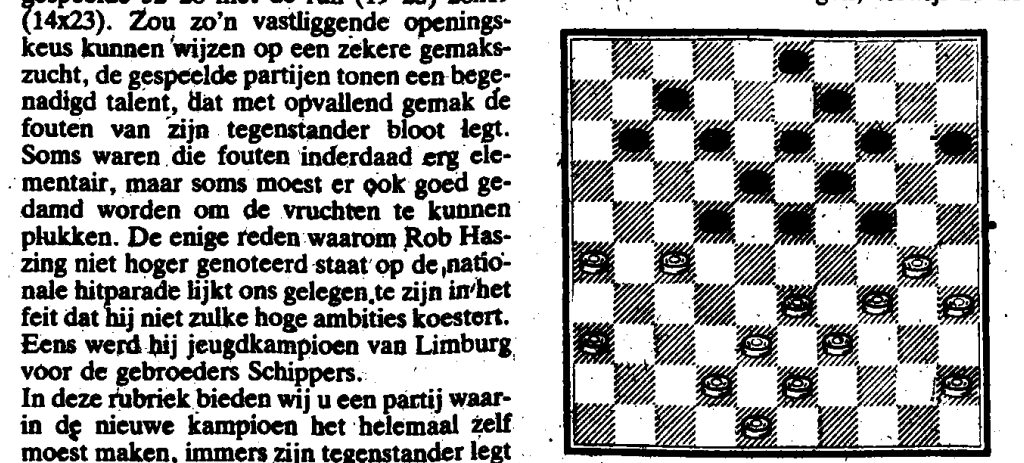 (14x23). Zou zo'n vastliggende openings-
keus kunnen wijzen op een zekere gemaks-
zucht, de gespeelde partijen tonen een bege-
nadigd talent, dat met opvallend gemak de
fouten van zijn tegenstander bloot legt.
Soms waren die fouten inderdaad erg ele-
mentair, maar soms moest er ook goed ge-
damd worden om de vruchten te kunnen
plukken. De enige reden waarom Rob Has-
zing niet hoger genoteerd staat op de natio-
nale hitparade lijkt ons gelegen te zijn in het
feit dat hij niet zulke hoge ambities koestert.
Eens werd hij jeugdkampioen van Limburg
voor de gebroeders Schippers.
In deze rubriek bieden wij u een partij waar-
in de nieuwe kampioen het helemaal zelf
moest maken, immers zijn tegenstander legt